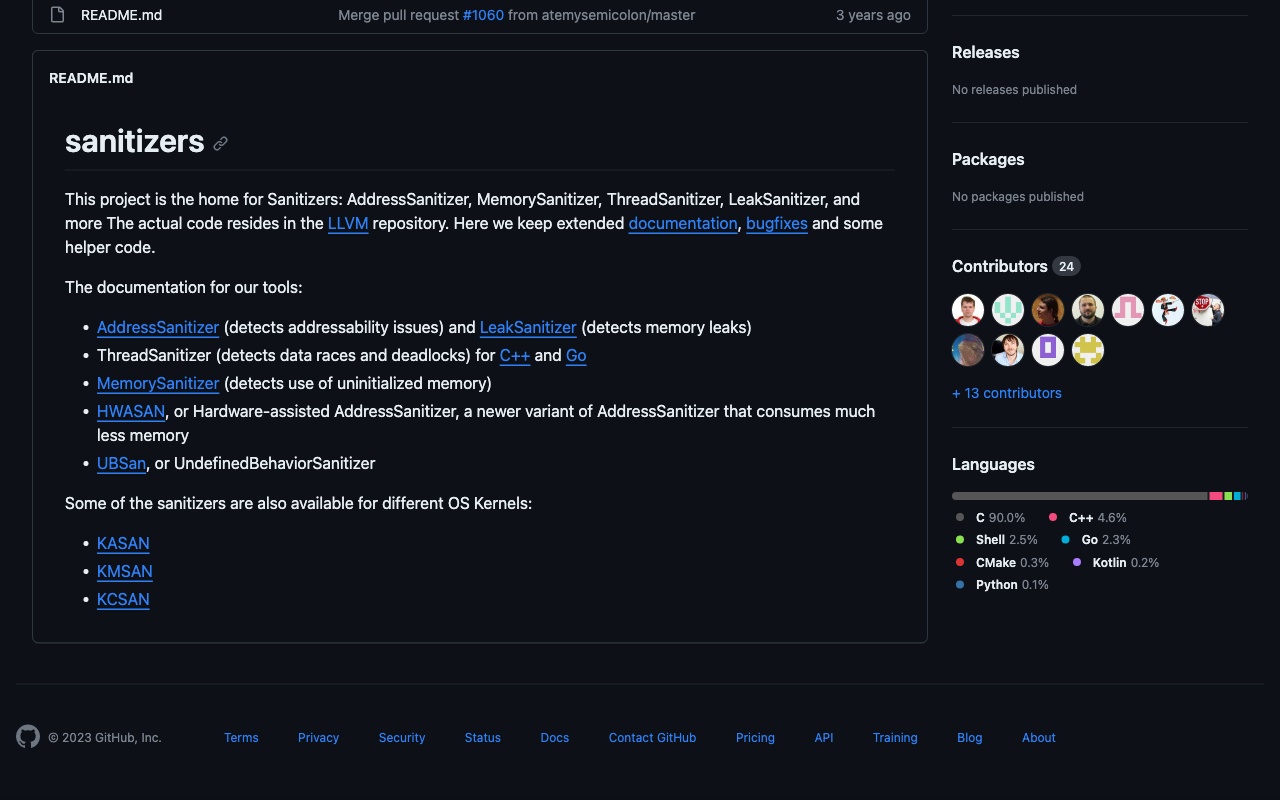 README.md Merge pull request #1060 from atemysemicolon/master 3 years ago
README.md
sanitizers
This project is the home for Sanitizers: AddressSanitizer, MemorySanitizer, ThreadSanitizer, LeakSanitizer, and
more The actual code resides in the LLVM repository. Here we keep extended documentation, bugfixes and some
helper code.
The documentation for our tools:
• AddressSanitizer (detects addressability issues) and LeakSanitizer (detects memory leaks)
• ThreadSanitizer (detects data races and deadlocks) for C++ and Go
• MemorySanitizer (detects use of uninitialized memory)
• HWASAN, or Hardware-assisted AddressSanitizer, a newer variant of AddressSanitizer that consumes much
less memory
• UBSan, or UndefinedBehaviorSanitizer
Some of the sanitizers are also available for different OS Kernels:
• KASAN
• KMSAN
• KCSAN
Releases
No releases published
Packages
No packages published
Contributors 24
STOP
+ 13 contributors
Languages
C 90.0% C++ 4.6%
Shell 2.5% Go 2.3%
CMake 0.3% Kotlin 0.2%
Python 0.1%
© 2023 GitHub, Inc. Terms Privacy Security Status Docs Contact GitHub Pricing API Training Blog About